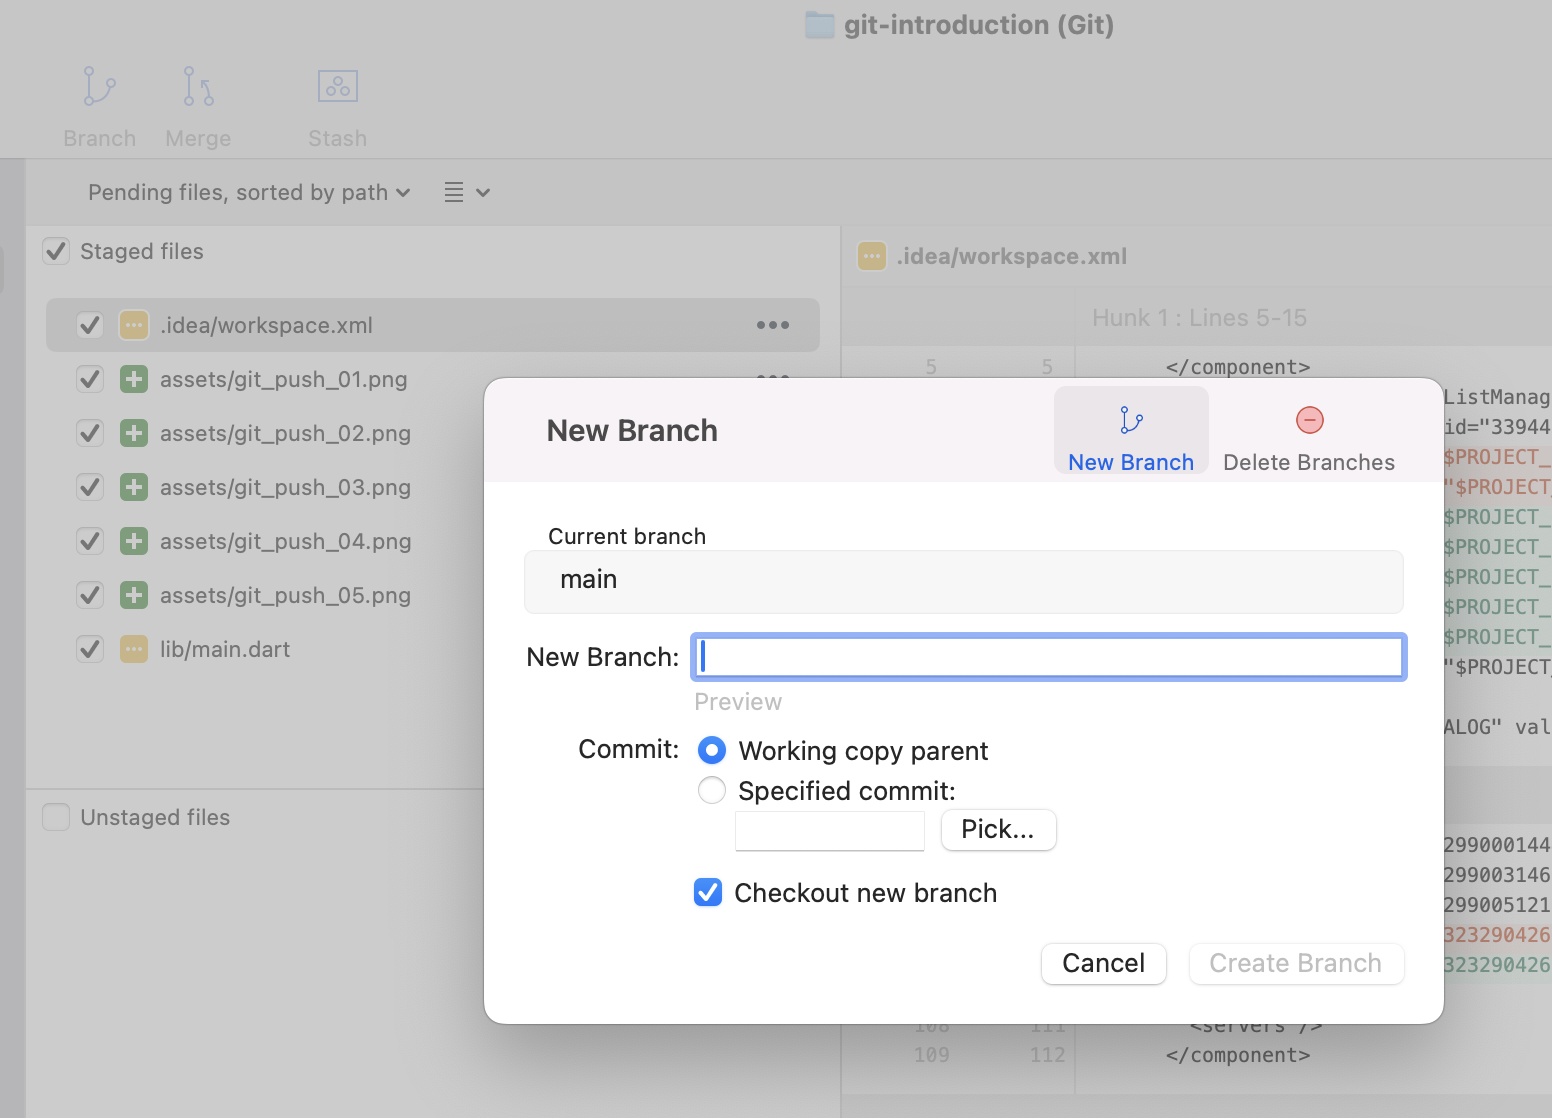 git-introduction (Git)
Branch
Merge
Stash
Pending files, sorted by path
Staged files
.idea/workspace.xml
assets/git_push_01.png
assets/git_push_02.png
assets/git_push_03.png
assets/git_push_04.png
assets/git_push_05.png
lib/main.dart
Unstaged files
.idea/workspace.xml
Hunk 1 : Lines 5-15
5 5 </component>
ListManag
id="33944
$PROJECT_
"$PROJECT_
$PROJECT_
$PROJECT_
$PROJECT_
$PROJECT_
$PROJECT_
"$PROJECT_
ALOG" val
299000144
299003146
299005121
323290426
323290426
108 111 <servers />
109 112 </component>
New Branch
New Branch
Delete Branches
Current branch
main
New Branch:
Preview
Commit:
Working copy parent
Specified commit:
Pick...
Checkout new branch
Cancel
Create Branch